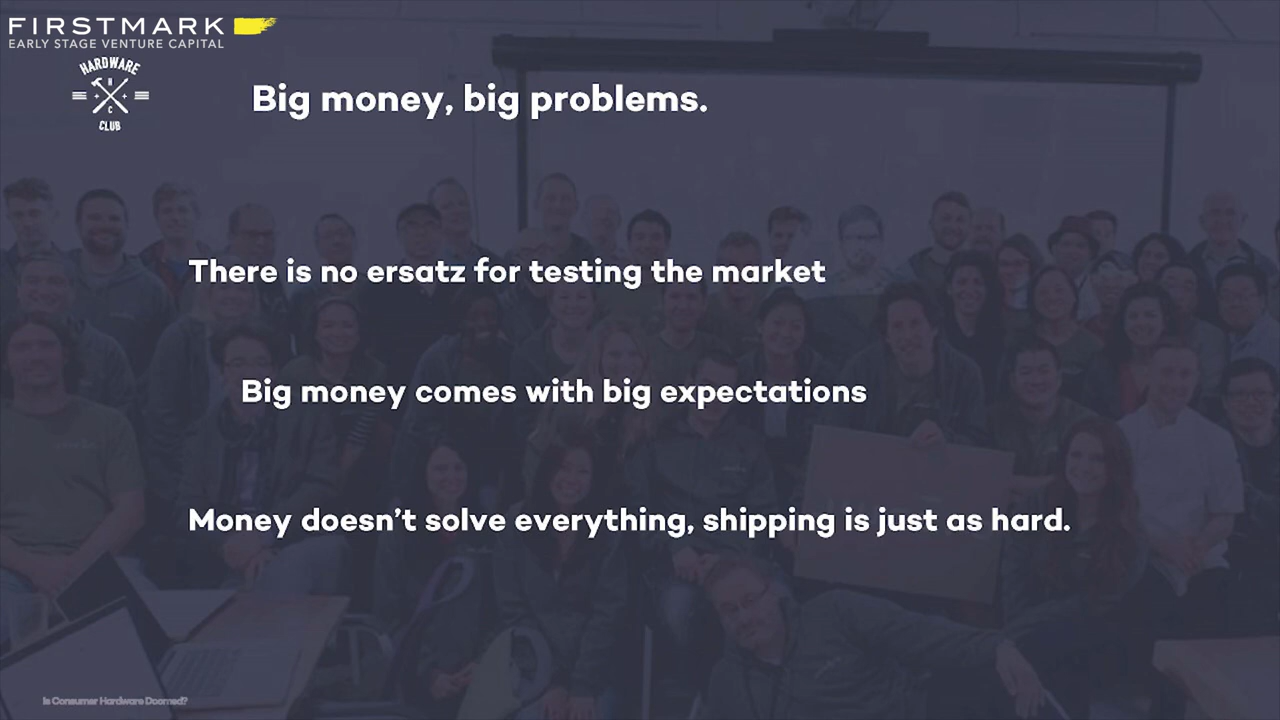 FIRSTMARK
EARLY STAGE VENTURE CAPITAL
HARDWARE
H
C
CLUB
Big money, big problems.
There is no ersatz for testing the market
Big money comes with big expectations
Money doesn’t solve everything, shipping is just as hard.
Is Consumer Hardware Doomed?